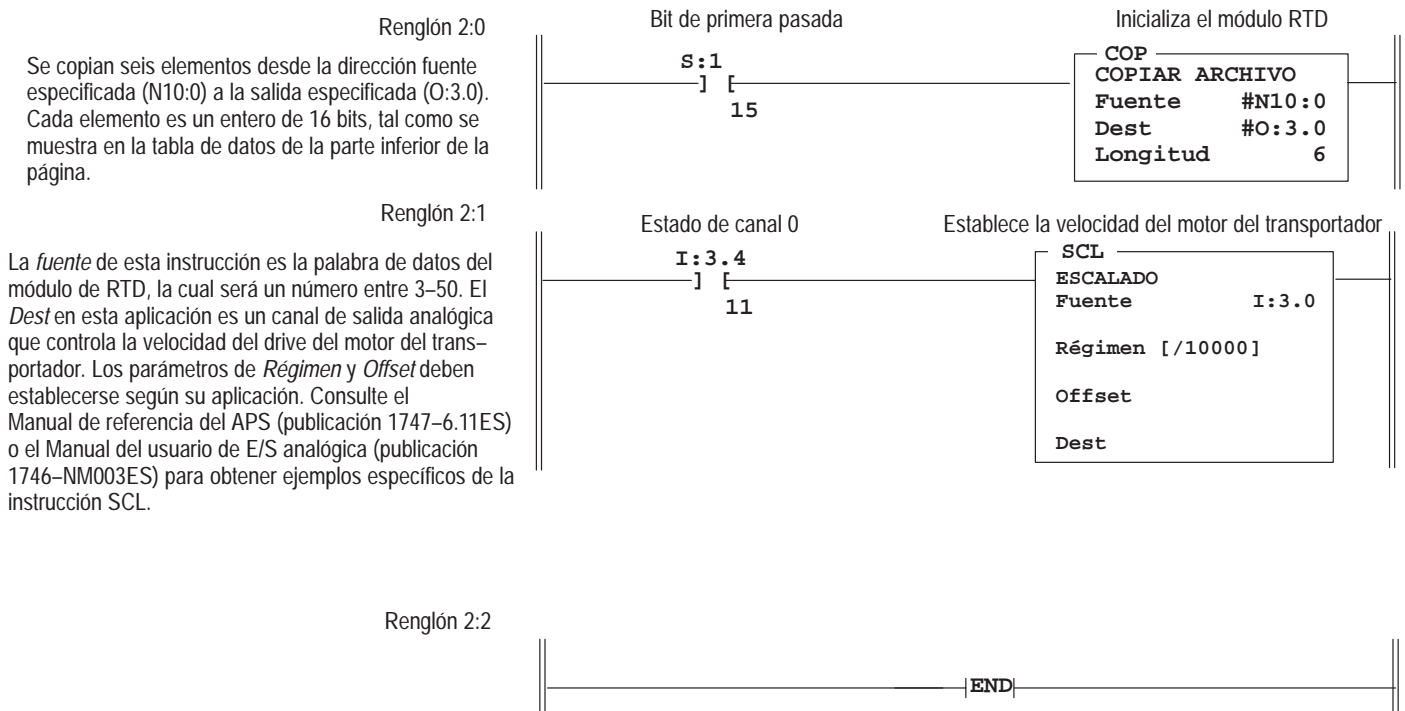 Renglón 2:0
Se copian seis elementos desde la dirección fuente
especificada (N10:0) a la salida especificada (O:3.0).
Cada elemento es un entero de 16 bits, tal como se
muestra en la tabla de datos de la parte inferior de la
página.
Bit de primera pasada
Inicializa el módulo RTD
S:1
] [
15
COP
COPIAR ARCHIVO
Fuente #N10:0
Dest #O:3.0
Longitud 6
Renglón 2:1
La fuente de esta instrucción es la palabra de datos del
módulo de RTD, la cual será un número entre 3–50. El
Dest en esta aplicación es un canal de salida analógica
que controla la velocidad del drive del motor del trans–
portador. Los parámetros de Régimen y Offset deben
establecerse según su aplicación. Consulte el
Manual de referencia del APS (publicación 1747–6.11ES)
o el Manual del usuario de E/S analógica (publicación
1746–NM003ES) para obtener ejemplos específicos de la
instrucción SCL.
Estado de canal 0
Establece la velocidad del motor del transportador
I:3.4
] [
11
SCL
ESCALADO
Fuente I:3.0
Régimen [/10000]
Offset
Dest
Renglón 2:2
END